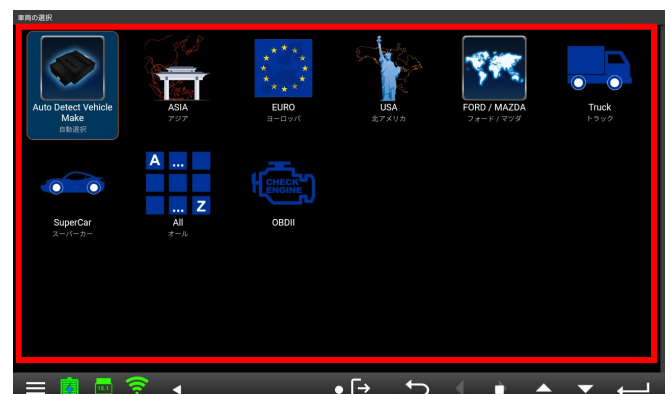 車両の選択
Auto Detect Vehicle
Make
自動選択
ASIA
アジア
EURO
ヨーロッパ
USA
北アメリカ
FORD / MAZDA
フォード / マツダ
Truck
トラック
SuperCar
スーパーカー
A ...
... Z
All
オール
CHECK
ENGINE
OBDII